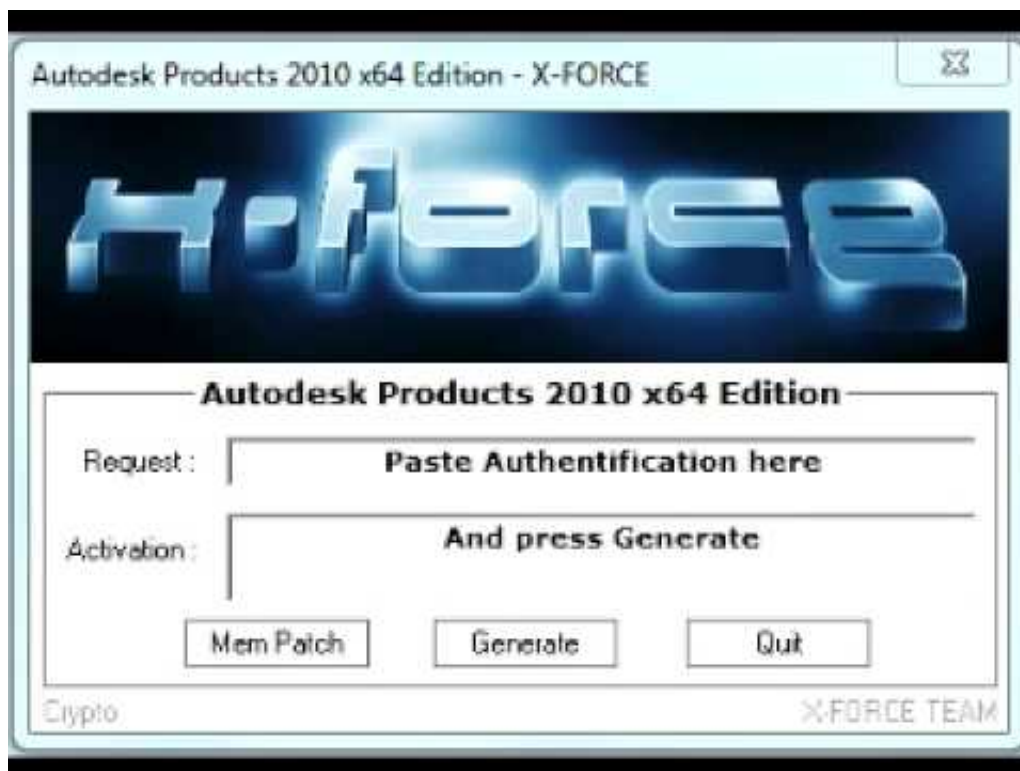 Autodesk Products 2010 x64 Edition - X-FORCE
x-force
Autodesk Products 2010 x64 Edition
Request :
Paste Authentification here
Activation :
And press Generate
Mem Patch
Generate
Quit
Crypto
X-FORCE TEAM